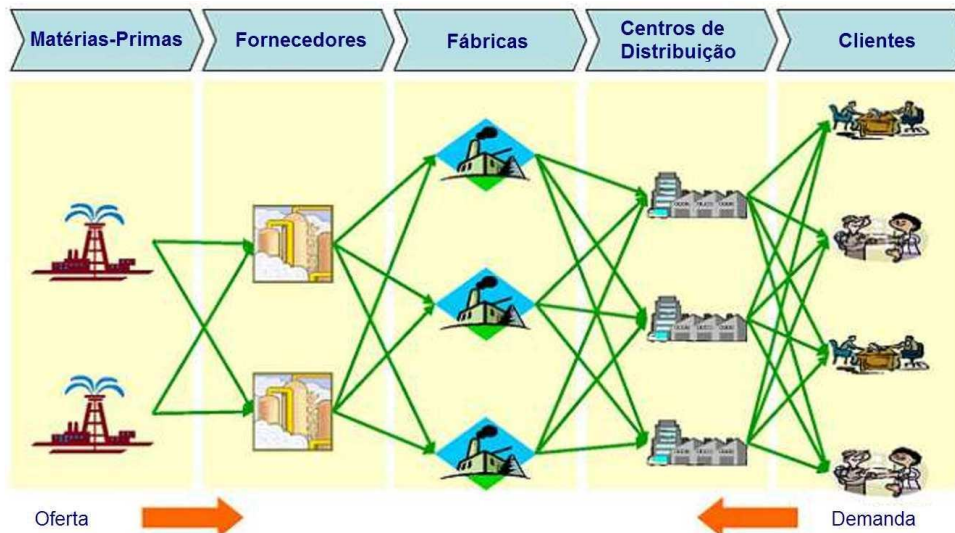 Matérias-Primas
Fornecedores
Fábricas
Centros de
Distribuição
Clientes
Oferta
Demanda